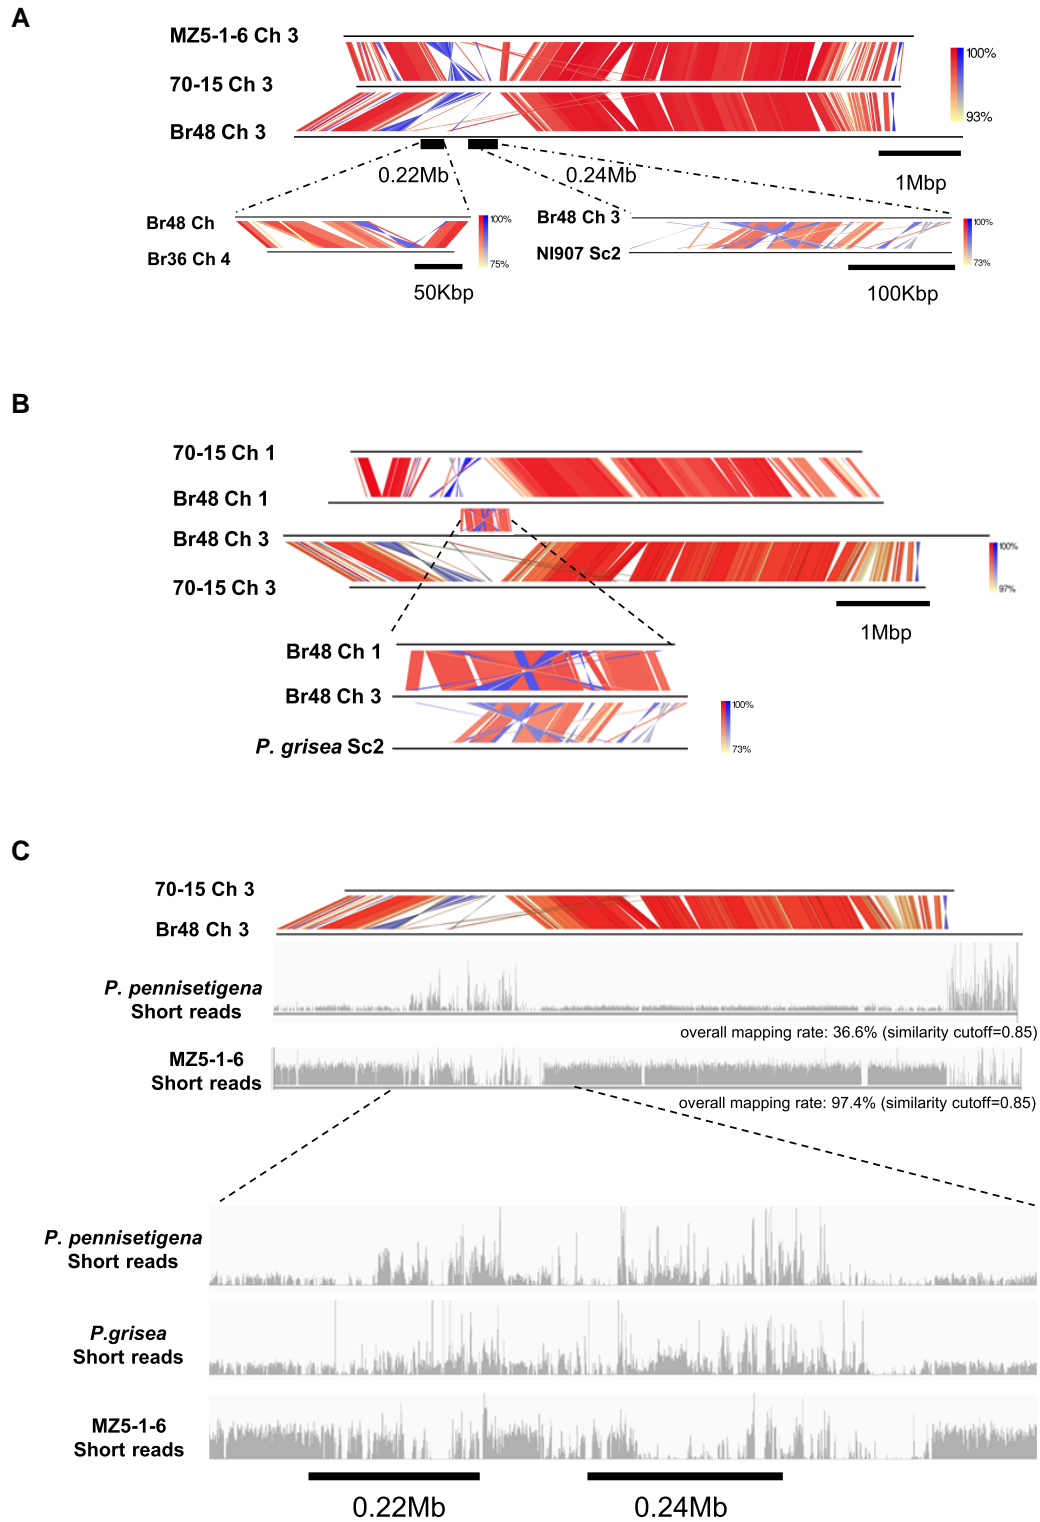 A
MZ5-1-6 Ch 3
70-15 Ch 3
Br48 Ch 3
100%
93%
0.22Mb
0.24Mb
1Mbp
Br48 Ch
Br36 Ch 4
100%
75%
50Kbp
Br48 Ch 3
NI907 Sc2
100%
73%
100Kbp
B
70-15 Ch 1
Br48 Ch 1
Br48 Ch 3
70-15 Ch 3
100%
97%
1Mbp
Br48 Ch 1
Br48 Ch 3
P. grisea Sc2
100%
73%
C
70-15 Ch 3
Br48 Ch 3
P. pennisetigena
Short reads
overall mapping rate: 36.6% (similarity cutoff=0.85)
MZ5-1-6
Short reads
overall mapping rate: 97.4% (similarity cutoff=0.85)
P. pennisetigena
Short reads
P.grisea
Short reads
MZ5-1-6
Short reads
0.22Mb
0.24Mb